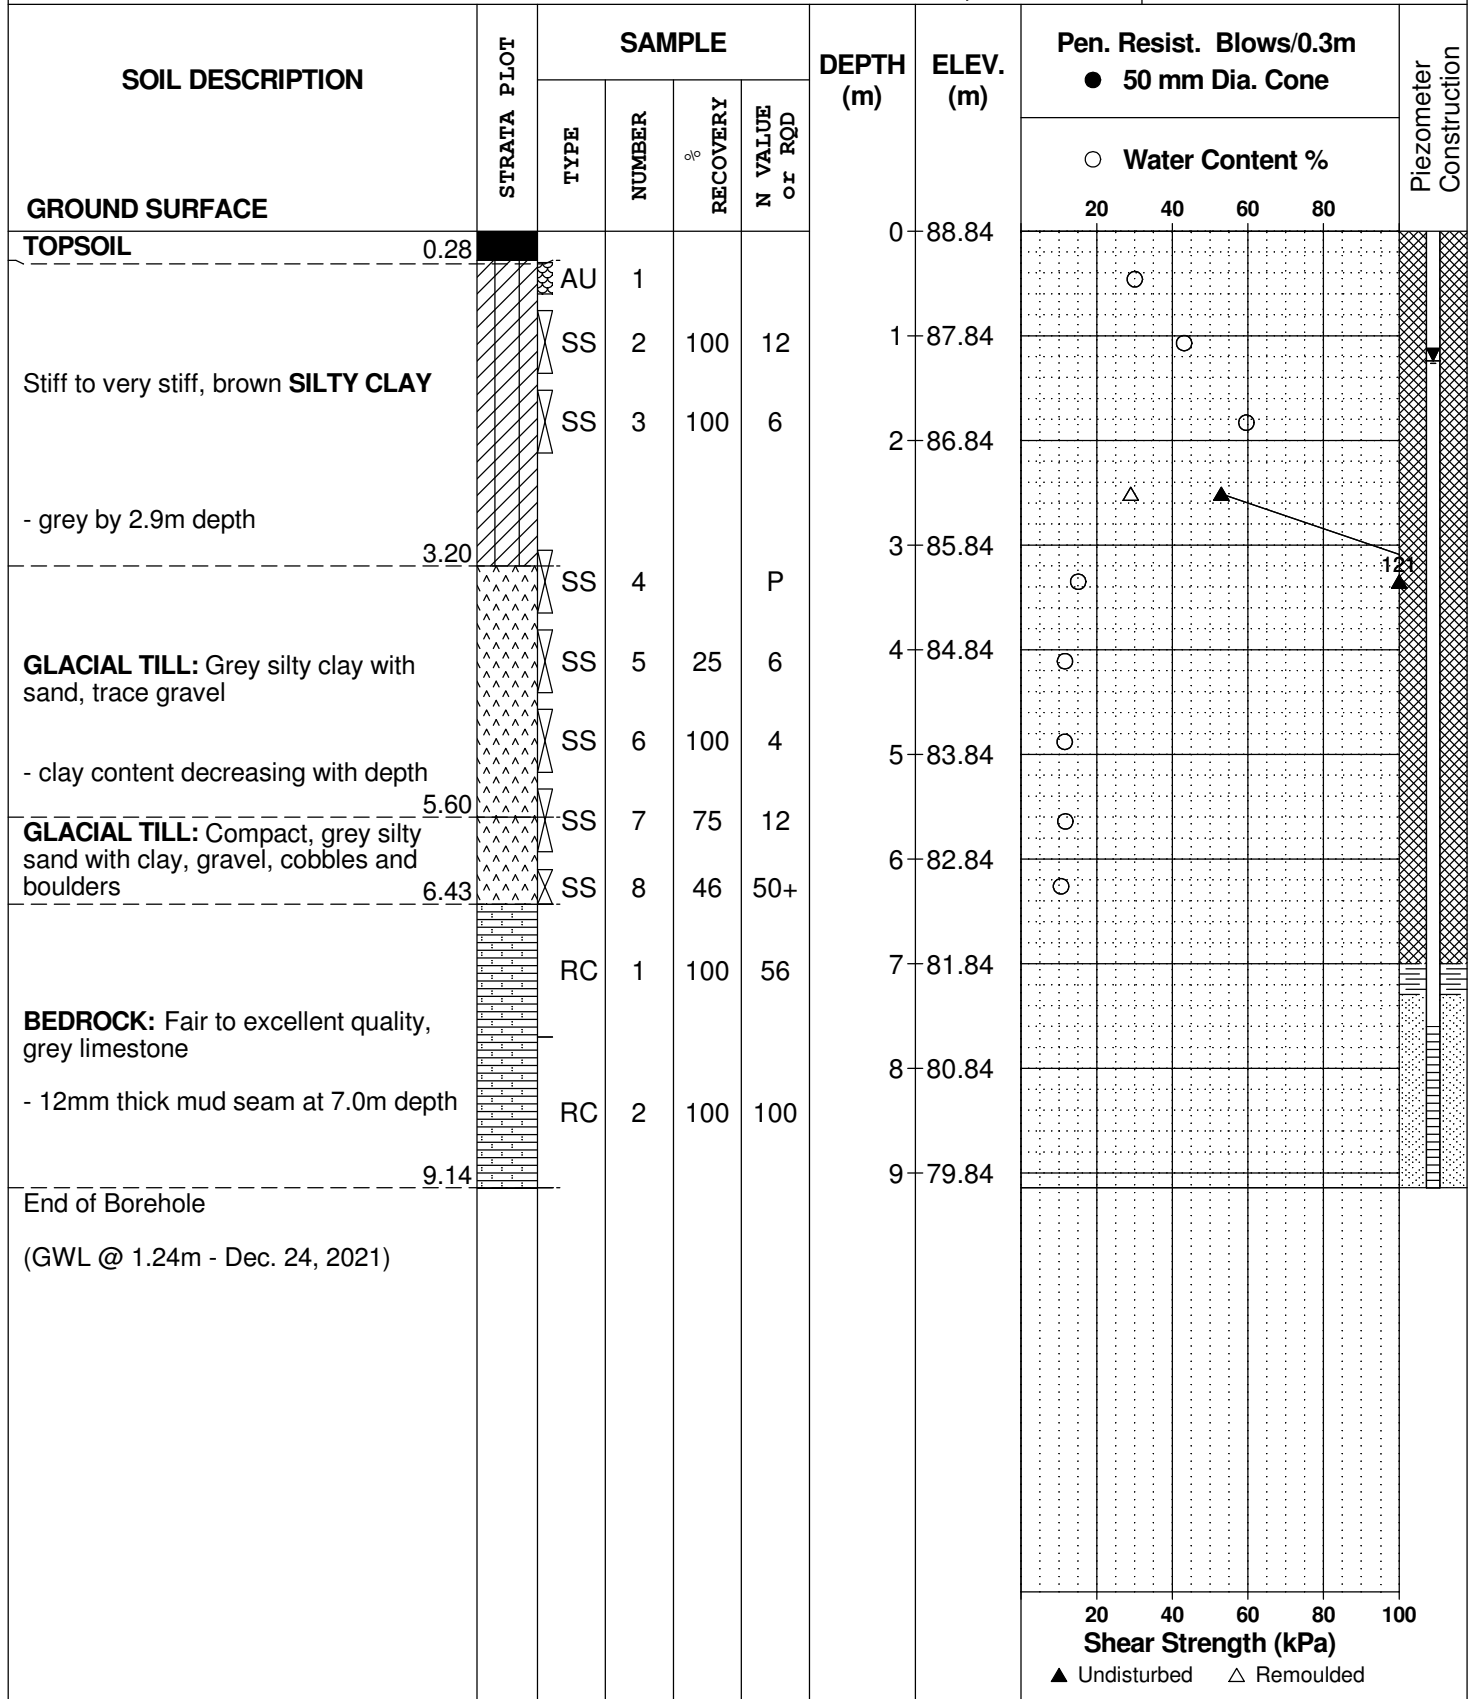 SOIL DESCRIPTION
GROUND SURFACE
STRATA PLOT
SAMPLE
TYPE
NUMBER
%
RECOVERY
N VALUE
or RQD
DEPTH
(m)
ELEV.
(m)
Pen. Resist. Blows/0.3m
● 50 mm Dia. Cone
○ Water Content %
20 40 60 80
Piezometer
Construction
0 88.84
TOPSOIL 0.28
AU 1
SS 2 100 12
1 87.84
Stiff to very stiff, brown SILTY CLAY
SS 3 100 6
2 86.84
- grey by 2.9m depth
3.20
3 85.84
121
SS 4 P
4 84.84
GLACIAL TILL: Grey silty clay with
sand, trace gravel
SS 5 25 6
SS 6 100 4
5 83.84
- clay content decreasing with depth
5.60
SS 7 75 12
GLACIAL TILL: Compact, grey silty
sand with clay, gravel, cobbles and
boulders 6.43
6 82.84
SS 8 46 50+
7 81.84
RC 1 100 56
BEDROCK: Fair to excellent quality,
grey limestone
8 80.84
- 12mm thick mud seam at 7.0m depth
RC 2 100 100
9.14
9 79.84
End of Borehole
(GWL @ 1.24m - Dec. 24, 2021)
20 40 60 80 100
Shear Strength (kPa)
▲ Undisturbed △ Remoulded